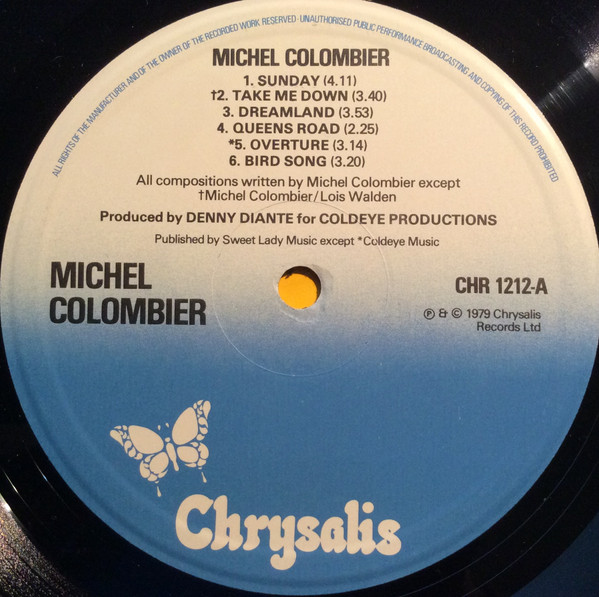 ALL RIGHTS OF THE MANUFACTURER AND OF THE OWNER OF THE RECORDED WORK RESERVED · UNAUTHORISED PUBLIC PERFORMANCE BROADCASTING AND COPYING OF THIS RECORD PROHIBITED
MICHEL COLOMBIER
1. SUNDAY (4.11)
†2. TAKE ME DOWN (3.40)
3. DREAMLAND (3.53)
4. QUEENS ROAD (2.25)
*5. OVERTURE (3.14)
6. BIRD SONG (3.20)
All compositions written by Michel Colombier except
†Michel Colombier/Lois Walden
Produced by DENNY DIANTE for COLDEYE PRODUCTIONS
Published by Sweet Lady Music except *Coldeye Music
MICHEL
COLOMBIER
CHR 1212-A
℗ & © 1979 Chrysalis
Records Ltd
Chrysalis